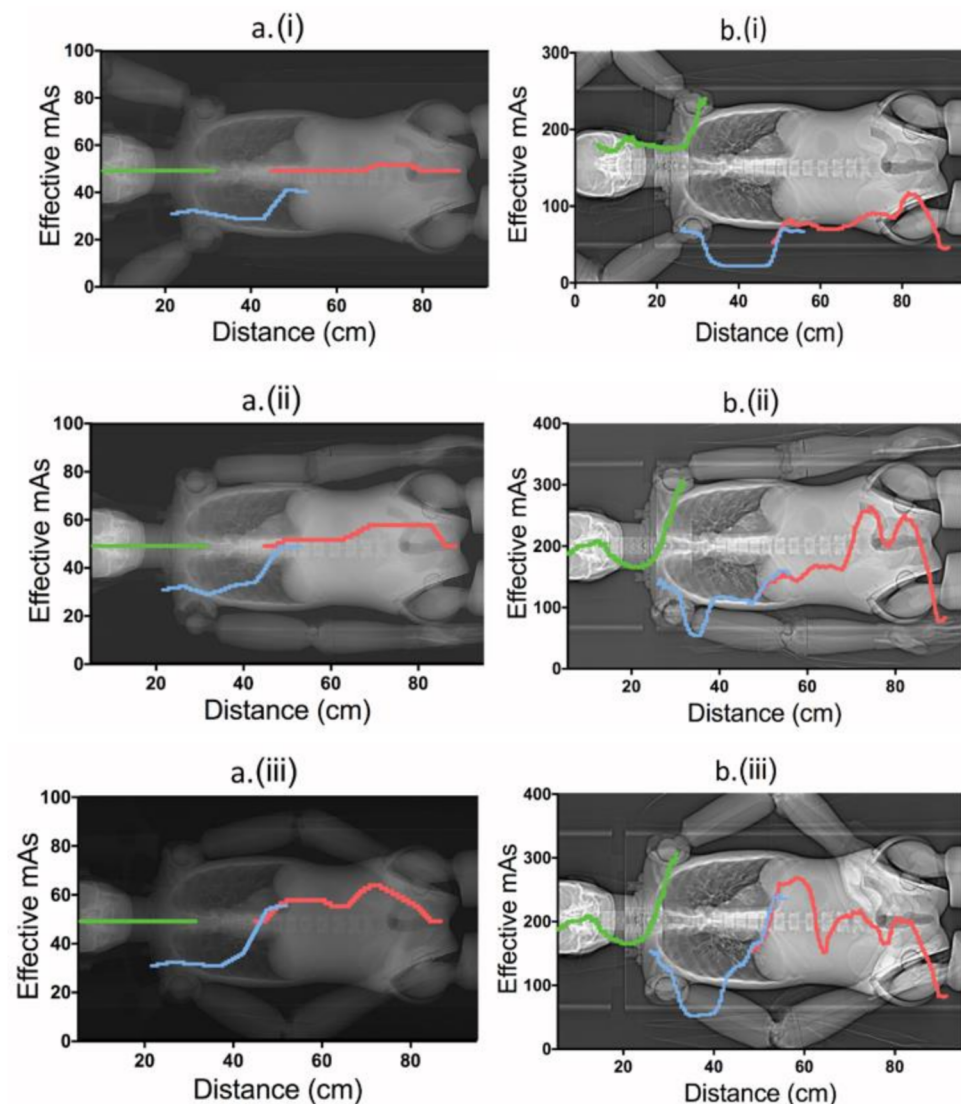 a.(i)
100
80
60
40
20
0
Effective mAs
20 40 60 80
Distance (cm)
b.(i)
300
200
100
0
Effective mAs
0 20 40 60 80
Distance (cm)
a.(ii)
100
80
60
40
20
0
Effective mAs
20 40 60 80
Distance (cm)
b.(ii)
400
300
200
100
0
Effective mAs
20 40 60 80
Distance (cm)
a.(iii)
100
80
60
40
20
0
Effective mAs
20 40 60 80
Distance (cm)
b.(iii)
400
300
200
100
0
Effective mAs
20 40 60 80
Distance (cm)